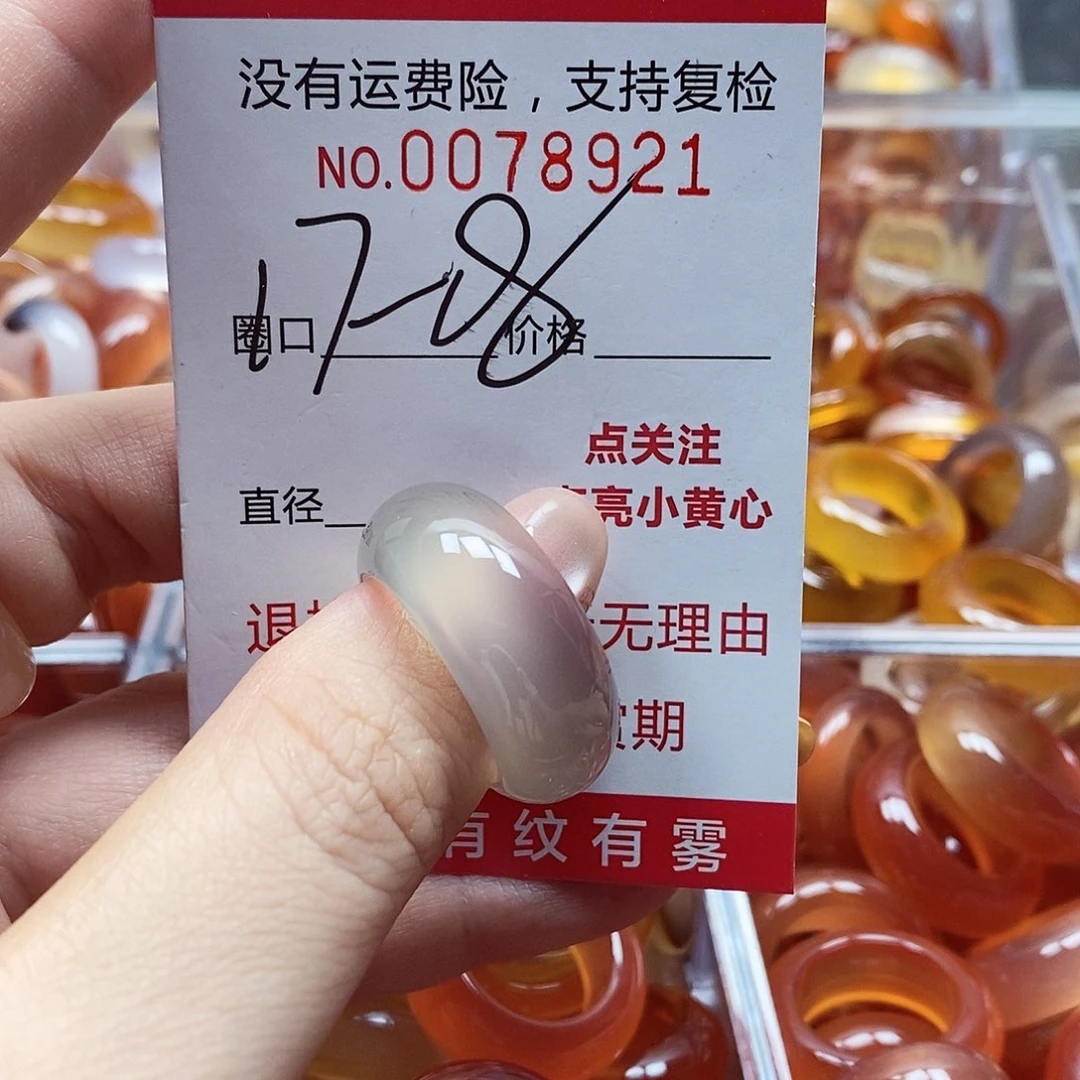 没有运费险，支持复检
NO.0078921
17-18
圈口 价格
点关注
直径 亮小黄心
退 无理由
期
有纹有雾